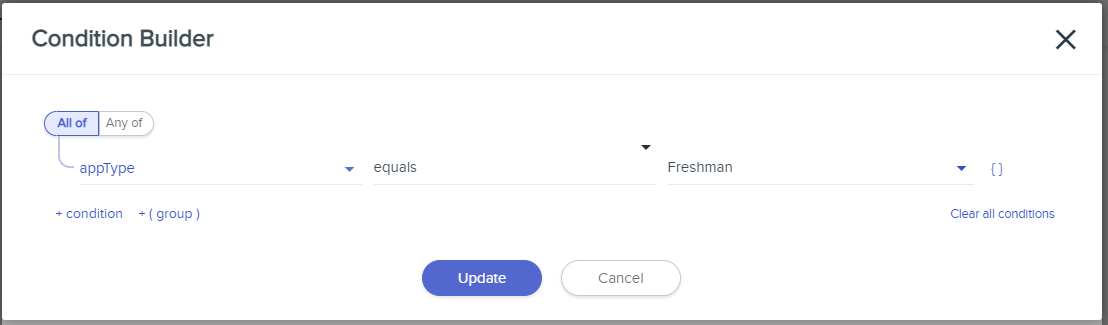 Condition Builder
All of Any of
appType equals Freshman { }
+ condition + ( group ) Clear all conditions
Update Cancel